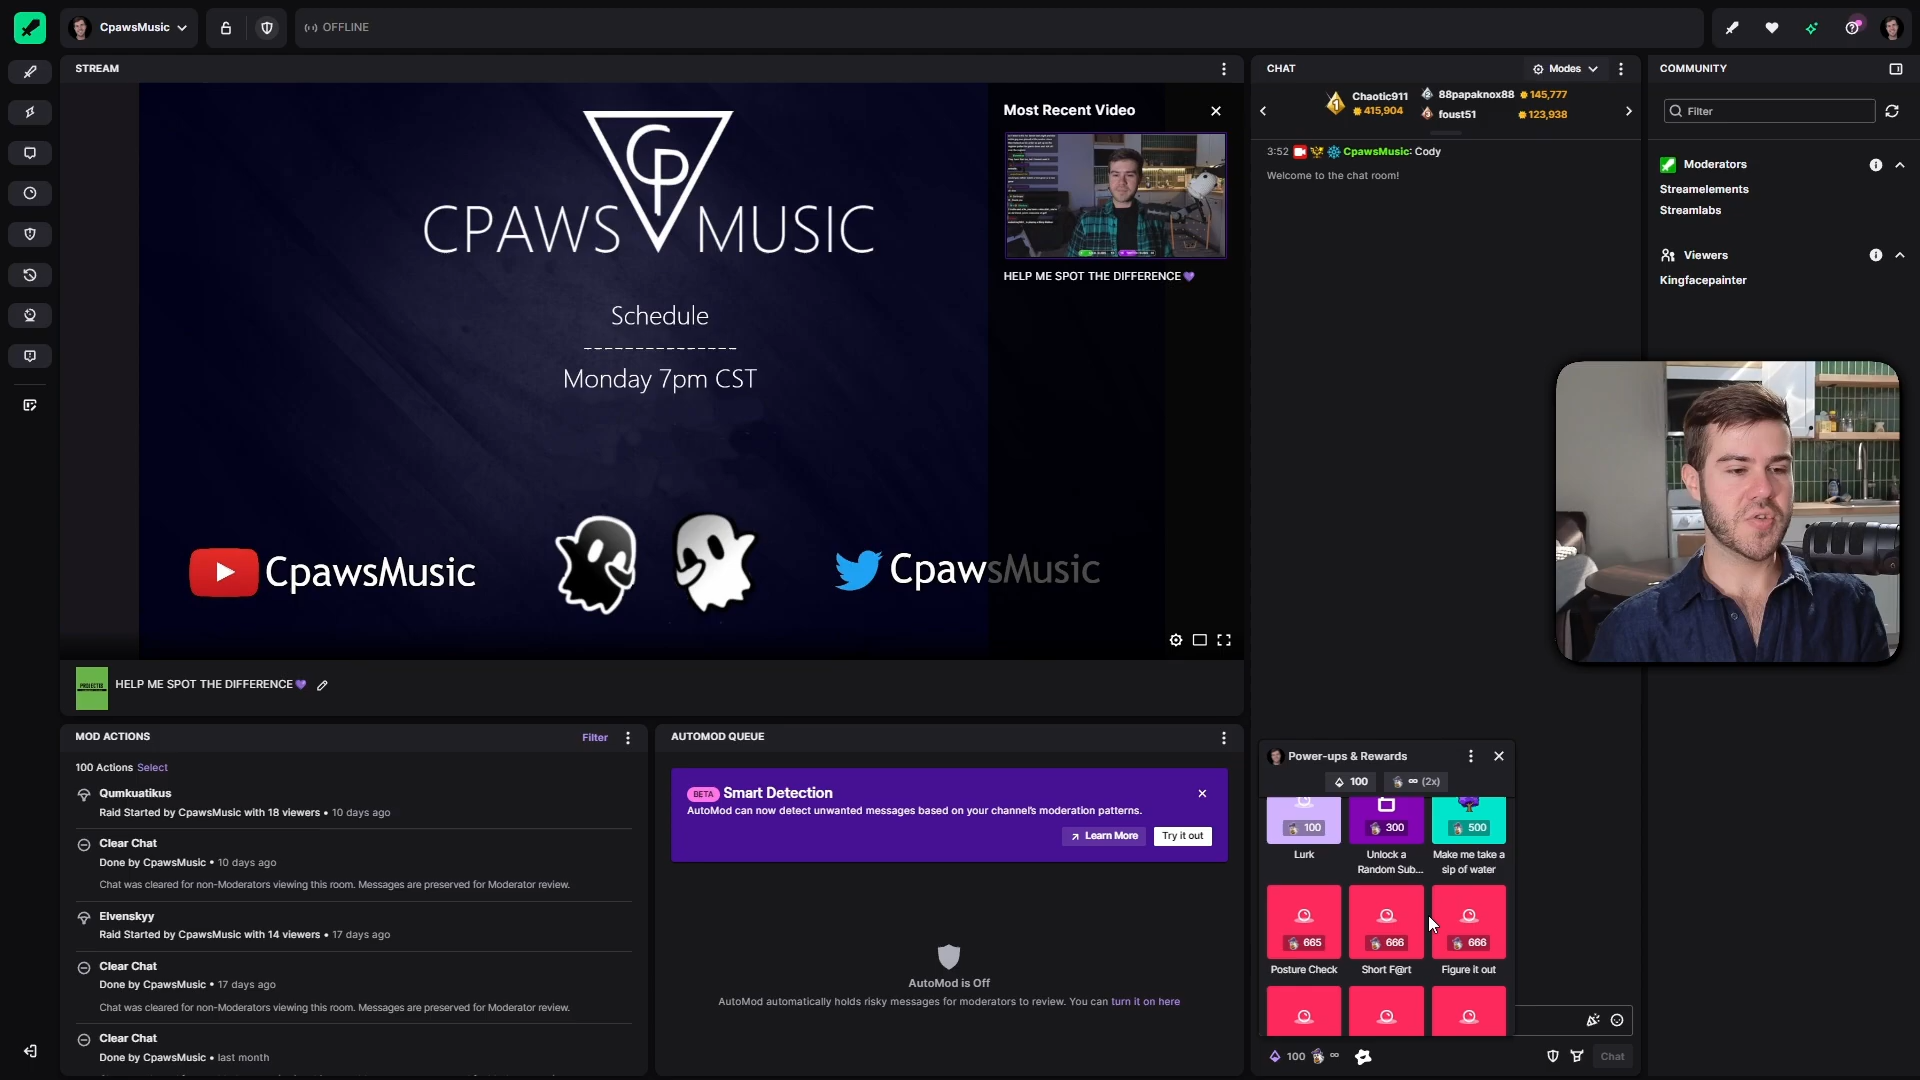 CpawsMusic
OFFLINE
STREAM
CP
CPAWS MUSIC
Schedule
--------------
Monday 7pm CST
CpawsMusic
CpawsMusic
Most Recent Video
HELP ME SPOT THE DIFFERENCE💜
HELP ME SPOT THE DIFFERENCE💜
MOD ACTIONS
Filter
100 Actions Select
Qumkuatikus
Raid Started by CpawsMusic with 18 viewers • 10 days ago
Clear Chat
Done by CpawsMusic • 10 days ago
Chat was cleared for non-Moderators viewing this room. Messages are preserved for Moderator review.
Elvenskyy
Raid Started by CpawsMusic with 14 viewers • 17 days ago
Clear Chat
Done by CpawsMusic • 17 days ago
Chat was cleared for non-Moderators viewing this room. Messages are preserved for Moderator review.
Clear Chat
Done by CpawsMusic • last month
AUTOMOD QUEUE
BETA Smart Detection
AutoMod can now detect unwanted messages based on your channel's moderation patterns.
Learn More
Try it out
AutoMod is Off
AutoMod automatically holds risky messages for moderators to review. You can turn it on here
CHAT
Modes
1
Chaotic911
415,904
88papaknox88 145,777
foust51 123,938
3:52 CpawsMusic: Cody
Welcome to the chat room!
Power-ups & Rewards
100
∞ (2x)
100
300
500
Lurk
Unlock a
Random Sub...
Make me take a
sip of water
665
666
666
Posture Check
Short F@rt
Figure it out
100 ∞
Chat
COMMUNITY
Filter
Moderators
Streamelements
Streamlabs
Viewers
Kingfacepainter